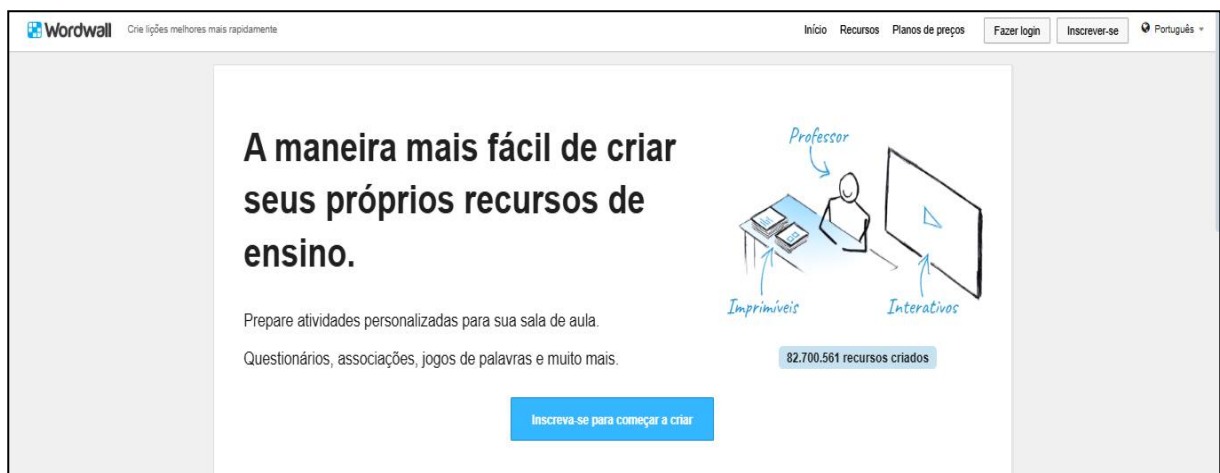 Wordwall Crie lições melhores mais rapidamente Início Recursos Planos de preços Fazer login Inscrever-se Português
A maneira mais fácil de criar
seus próprios recursos de
ensino.
Prepare atividades personalizadas para sua sala de aula.
Questionários, associações, jogos de palavras e muito mais.
Inscreva-se para começar a criar
Professor
Imprimíveis
Interativos
82.700.561 recursos criados